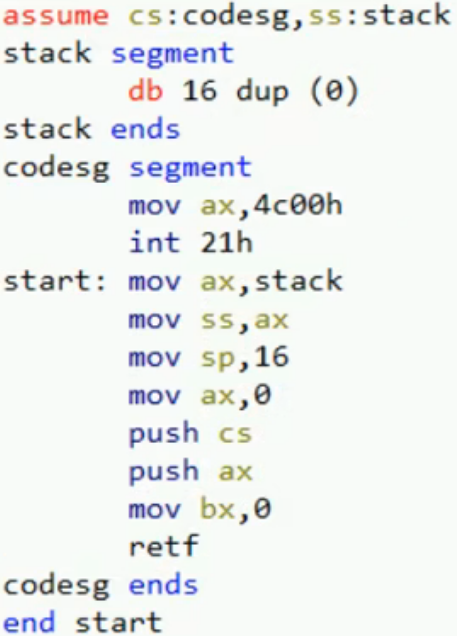 assume cs:codesg,ss:stack
stack segment
db 16 dup (0)
stack ends
codesg segment
mov ax,4c00h
int 21h
start: mov ax,stack
mov ss,ax
mov sp,16
mov ax,0
push cs
push ax
mov bx,0
retf
codesg ends
end start